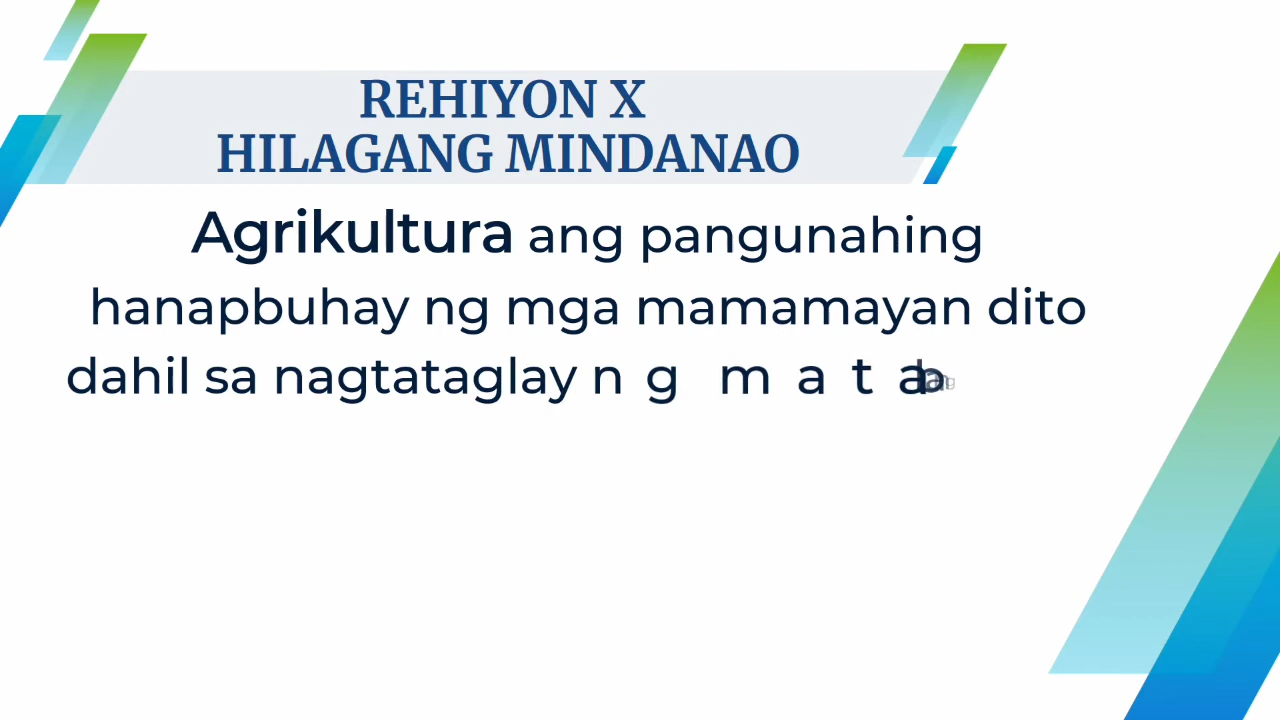 REHIYON X
HILAGANG MINDANAO
Agrikultura ang pangunahing
hanapbuhay ng mga mamamayan dito
dahil sa nagtataglay ng